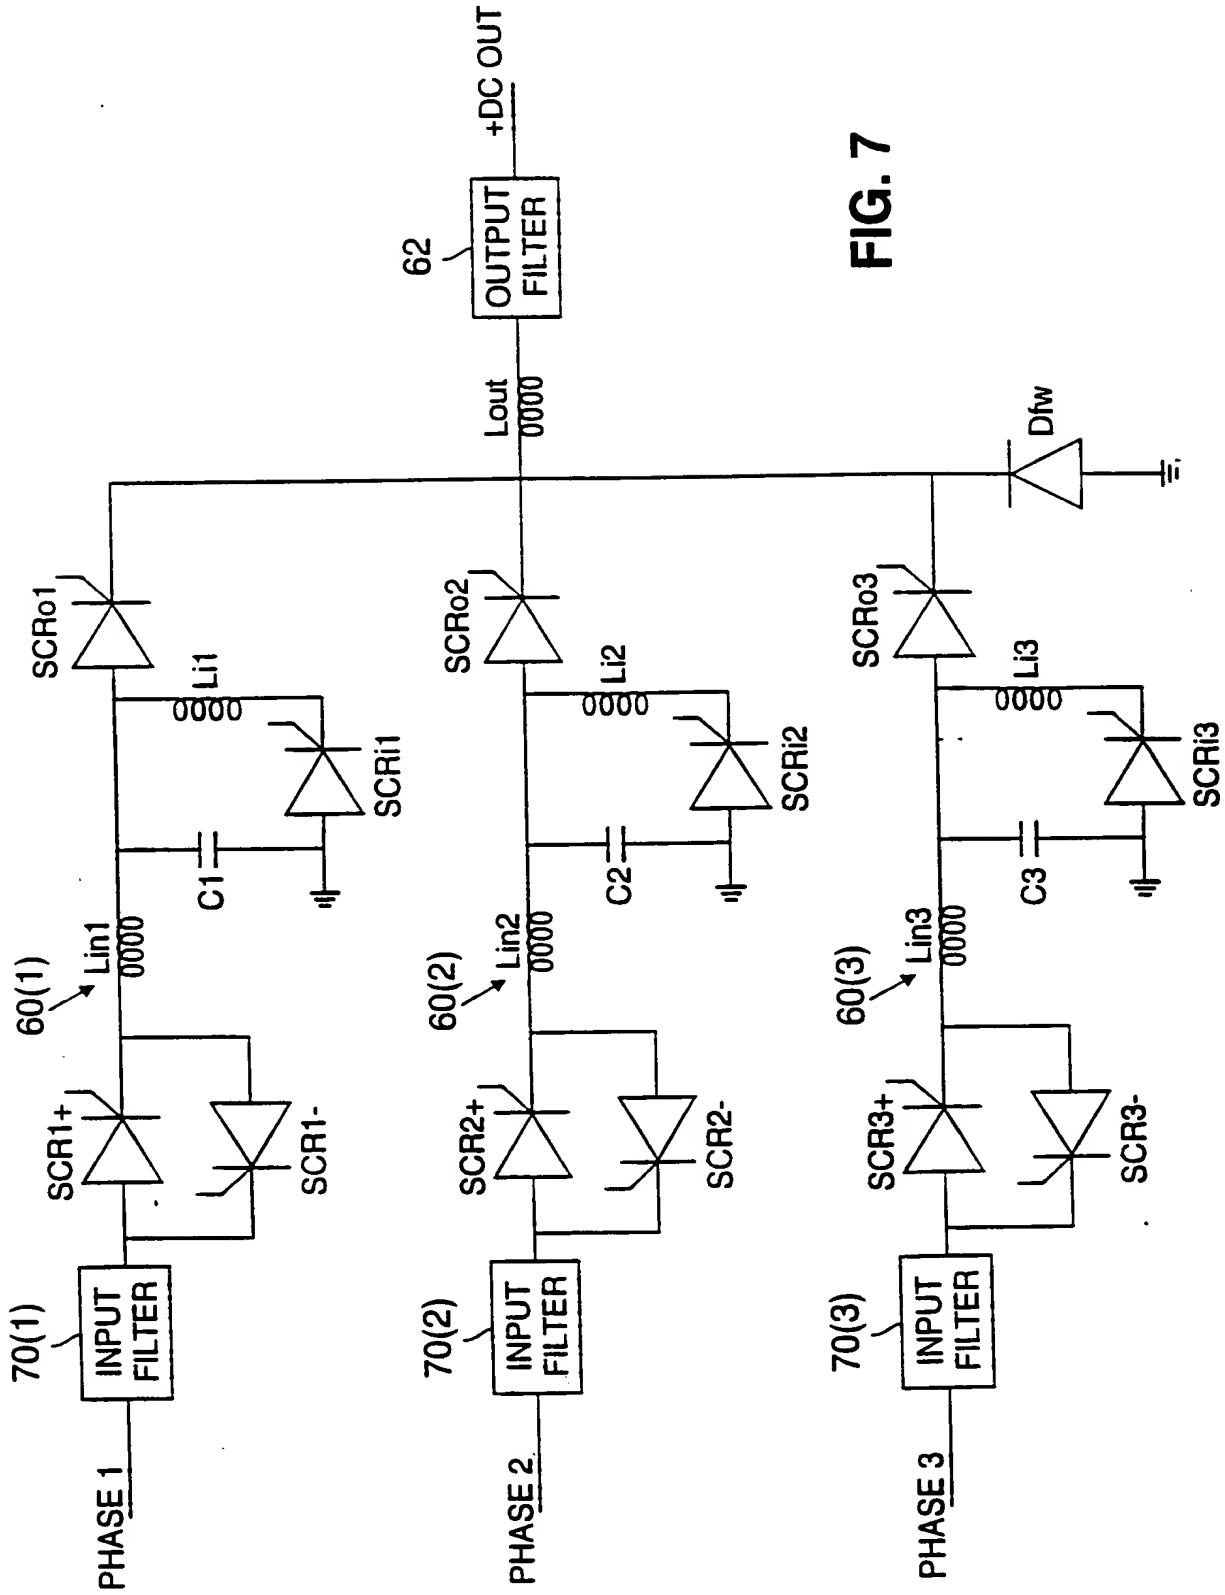 PHASE 1
70(1)
INPUT
FILTER
SCR1+
SCR1-
60(1)
Lin1
C1
SCRi1
Li1
SCRo1
PHASE 2
70(2)
INPUT
FILTER
SCR2+
SCR2-
60(2)
Lin2
C2
SCRi2
Li2
SCRo2
PHASE 3
70(3)
INPUT
FILTER
SCR3+
SCR3-
60(3)
Lin3
C3
SCRi3
Li3
SCRo3
Dfw
Lout
62
OUTPUT
FILTER
+DC OUT
FIG. 7